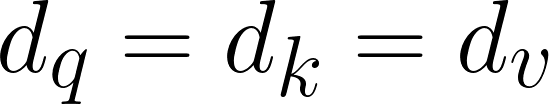 d_q = d_k = d_v